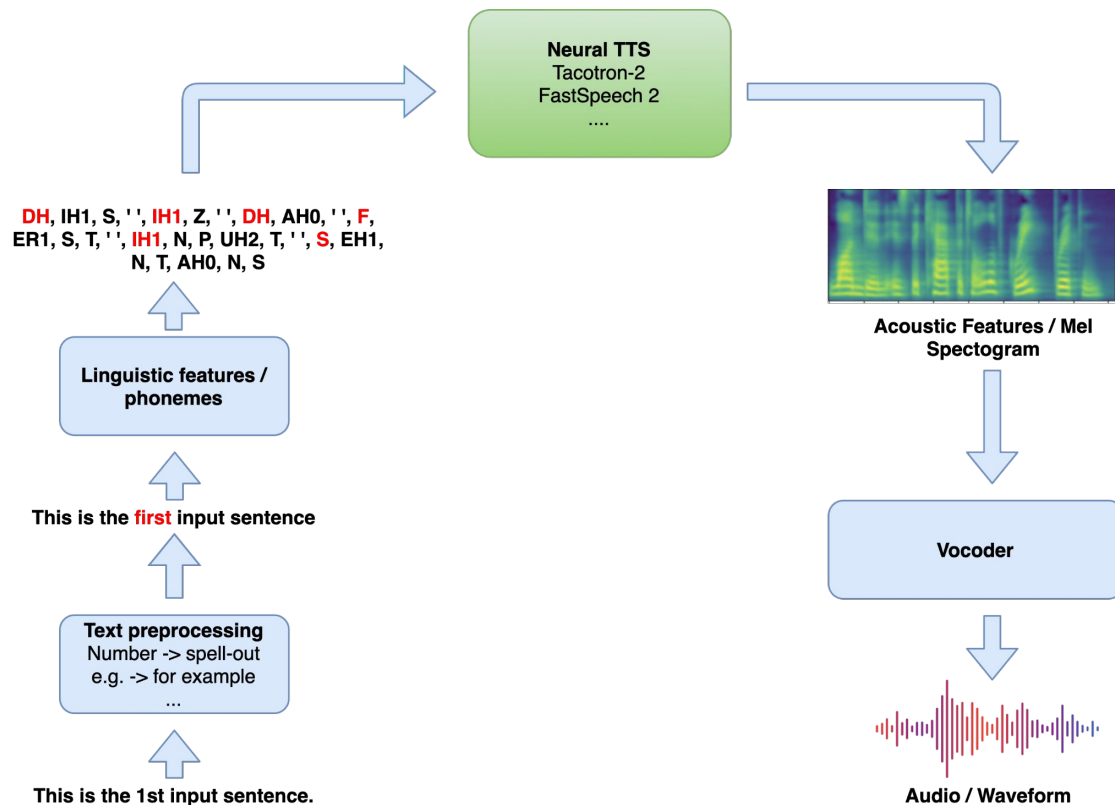 Neural TTS
Tacotron-2
FastSpeech 2
....
DH, IH1, S, ' ', IH1, Z, ' ', DH, AH0, ' ', F,
ER1, S, T, ' ', IH1, N, P, UH2, T, ' ', S, EH1,
N, T, AH0, N, S
Linguistic features /
phonemes
This is the first input sentence
Text preprocessing
Number -> spell-out
e.g. -> for example
...
This is the 1st input sentence.
Acoustic Features / Mel
Spectogram
Vocoder
Audio / Waveform